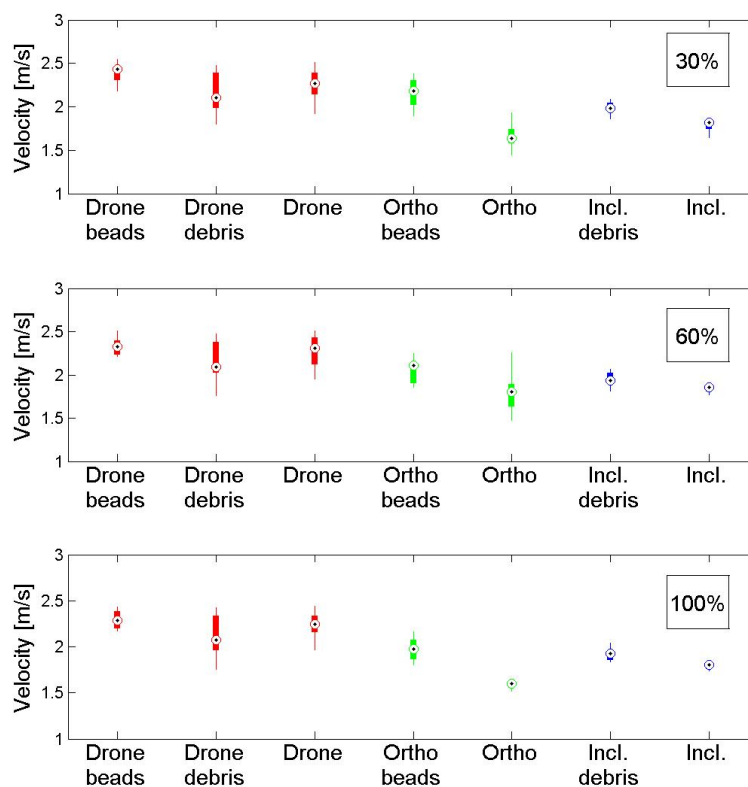 3
30%
2.5
Velocity [m/s]
2
1.5
1
Drone Drone Drone Ortho Ortho Incl. Incl.
beads debris beads debris
3
60%
2.5
Velocity [m/s]
2
1.5
1
Drone Drone Drone Ortho Ortho Incl. Incl.
beads debris beads debris
3
100%
2.5
Velocity [m/s]
2
1.5
1
Drone Drone Drone Ortho Ortho Incl. Incl.
beads debris beads debris